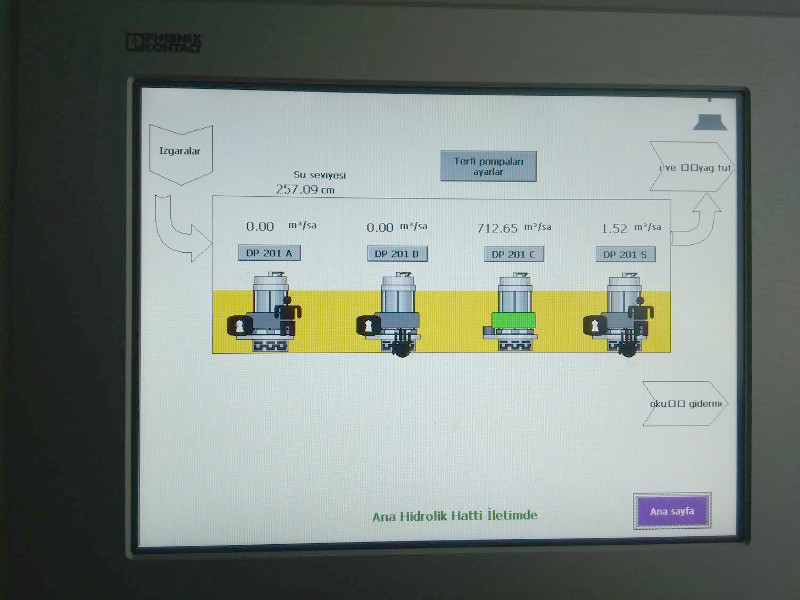 PHŒNIX
CONTACT
Izgaralar
Su seviyesi
257.09 cm
Terfi pompaları
ayarlar
ve □□yag tut
0.00 m³/sa
0.00 m³/sa
712.65 m³/sa
1.52 m³/sa
DP 201 A
DP 201 B
DP 201 C
DP 201 S
oku□□ giderme
Ana Hidrolik Hatti İletimde
Ana sayfa